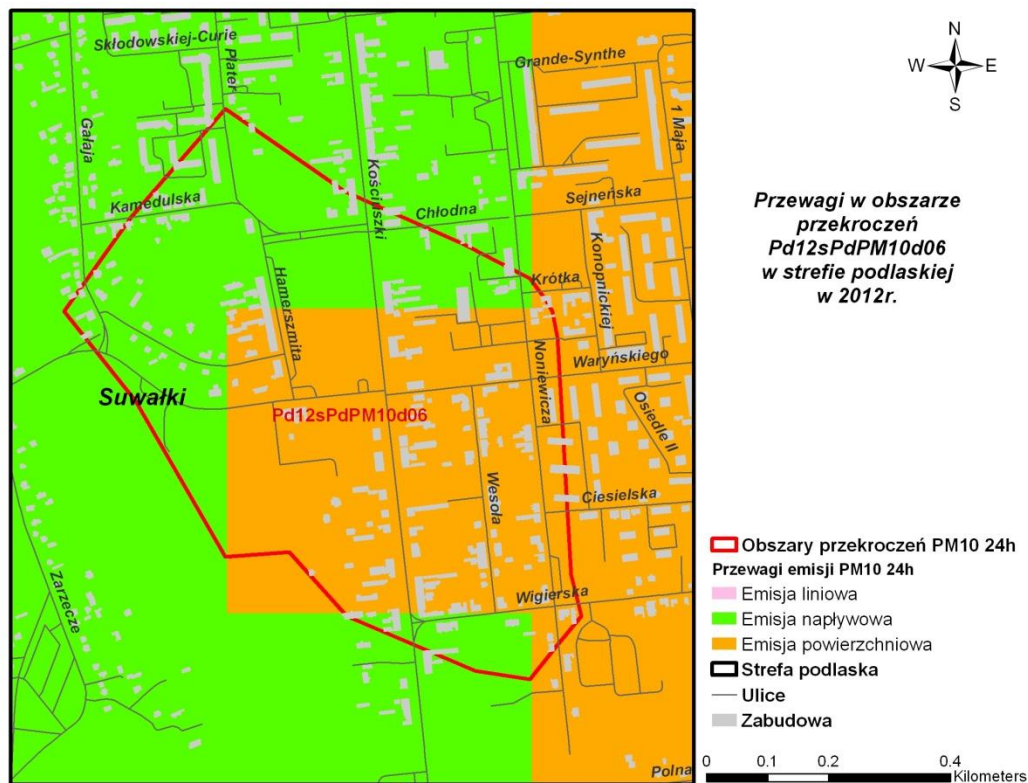 Skłodowskiej-Curie
Plater
Grande-Synthe
1 Maja
Gałaja
Kościuszki
Kamedulska
Chłodna
Sejneńska
Konopnickiej
Krótka
Hamerszmita
Noniewicza
Waryńskiego
Suwałki
Pd12sPdPM10d06
Osiedle II
Wesoła
Ciesielska
Zarzecze
Wigierska
Polna
N
W
E
S
Przewagi w obszarze
przekroczeń
Pd12sPdPM10d06
w strefie podlaskiej
w 2012r.
Obszary przekroczeń PM10 24h
Przewagi emisji PM10 24h
Emisja liniowa
Emisja napływowa
Emisja powierzchniowa
Strefa podlaska
Ulice
Zabudowa
0 0.1 0.2 0.4
Kilometers